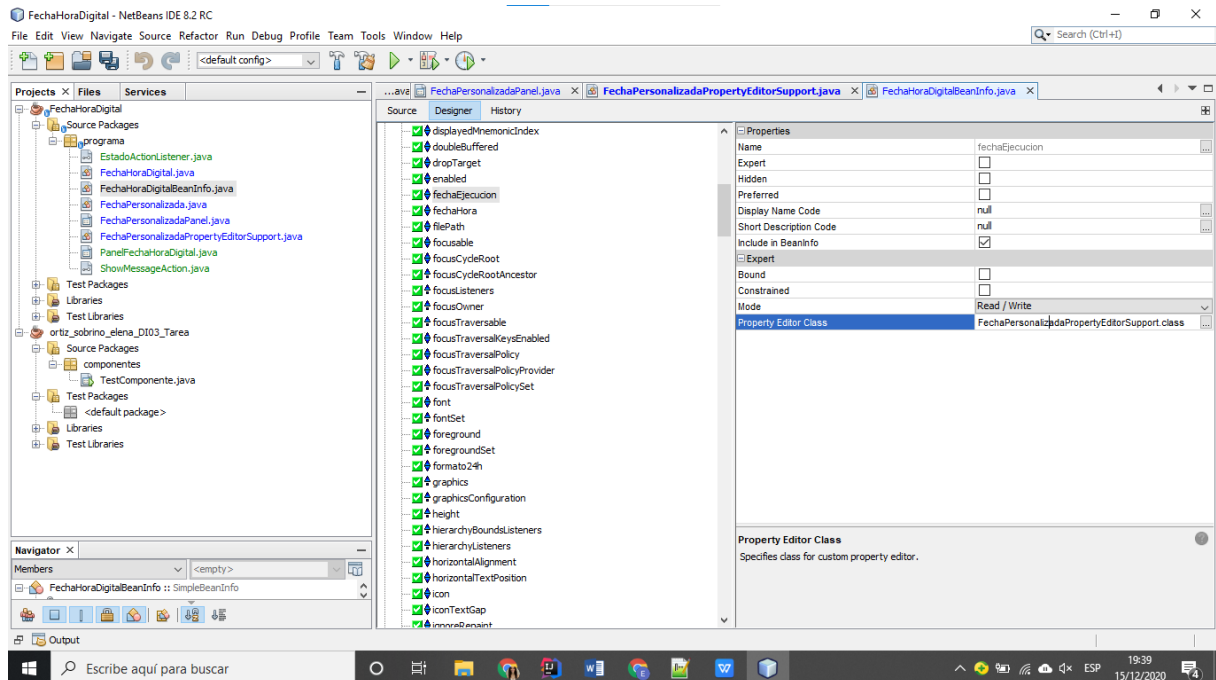 FechaHoraDigital - NetBeans IDE 8.2 RC
File Edit View Navigate Source Refactor Run Debug Profile Team Tools Window Help
Search (Ctrl+I)
<default config>
Projects Files Services
FechaHoraDigital
Source Packages
programa
EstadoActionListener.java
FechaHoraDigital.java
FechaHoraDigitalBeanInfo.java
FechaPersonalizada.java
FechaPersonalizadaPanel.java
FechaPersonalizadaPropertyEditorSupport.java
PanelFechaHoraDigital.java
ShowMessageAction.java
Test Packages
Libraries
Test Libraries
ortiz_sobrino_elena_DI03_Tarea
Source Packages
componentes
TestComponente.java
Test Packages
<default package>
Libraries
Test Libraries
Navigator
Members <empty>
FechaHoraDigitalBeanInfo :: SimpleBeanInfo
...ava FechaPersonalizadaPanel.java FechaPersonalizadaPropertyEditorSupport.java FechaHoraDigitalBeanInfo.java
Source Designer History
displayedMnemonicIndex
doubleBuffered
dropTarget
enabled
fechaEjecucion
fechaHora
filePath
focusable
focusCycleRoot
focusCycleRootAncestor
focusListeners
focusOwner
focusTraversable
focusTraversalKeysEnabled
focusTraversalPolicy
focusTraversalPolicyProvider
focusTraversalPolicySet
font
fontSet
foreground
foregroundSet
formato24h
graphics
graphicsConfiguration
height
hierarchyBoundsListeners
hierarchyListeners
horizontalAlignment
horizontalTextPosition
icon
iconTextGap
ignoreRepaint
Properties
Name fechaEjecucion ...
Expert
Hidden
Preferred
Display Name Code null ...
Short Description Code null ...
Include in BeanInfo
Expert
Bound
Constrained
Mode Read / Write
Property Editor Class FechaPersonalizadaPropertyEditorSupport.class ...
Property Editor Class
Specifies class for custom property editor.
Output
Escribe aquí para buscar
ESP
19:39
15/12/2020
4